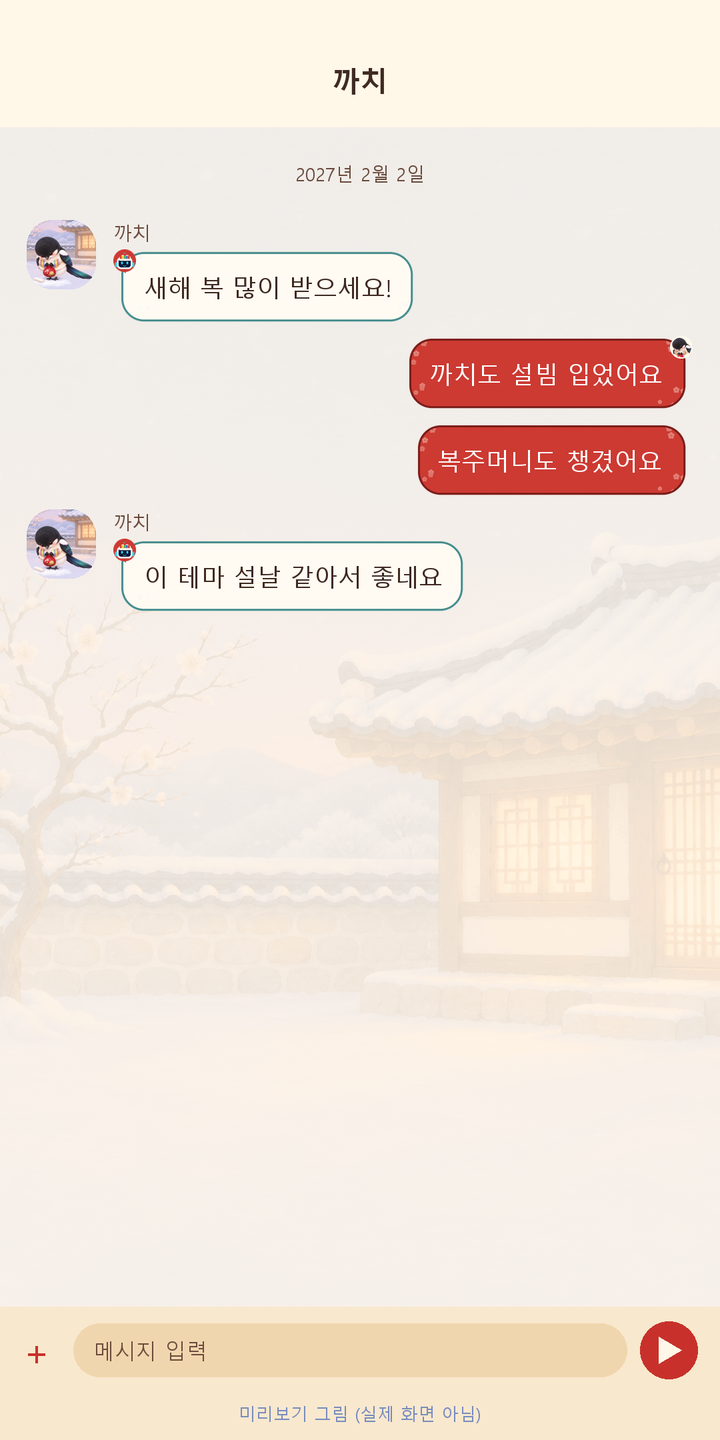 까치
2027년 2월 2일
까치
새해 복 많이 받으세요!
까치도 설빔 입었어요
복주머니도 챙겼어요
까치
이 테마 설날 같아서 좋네요
메시지 입력
미리보기 그림 (실제 화면 아님)